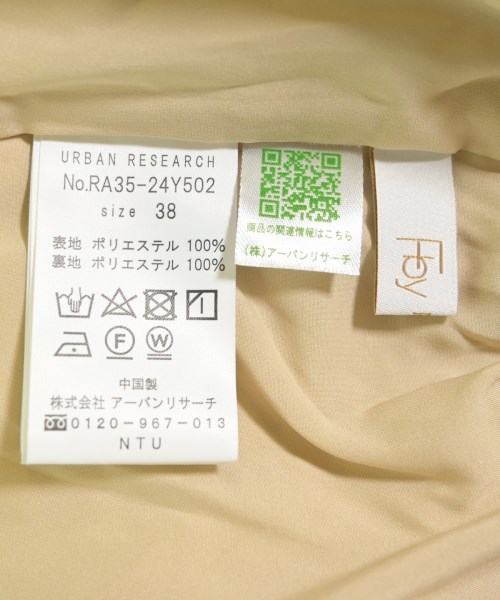 URBAN RESEARCH
No.RA35-24Y502
size 38
表地 ポリエステル 100%
裏地 ポリエステル 100%
中国製
株式会社 アーバンリサーチ
0120-967-013
NTU
商品の関連情報はこちら
(株)アーバンリサーチ